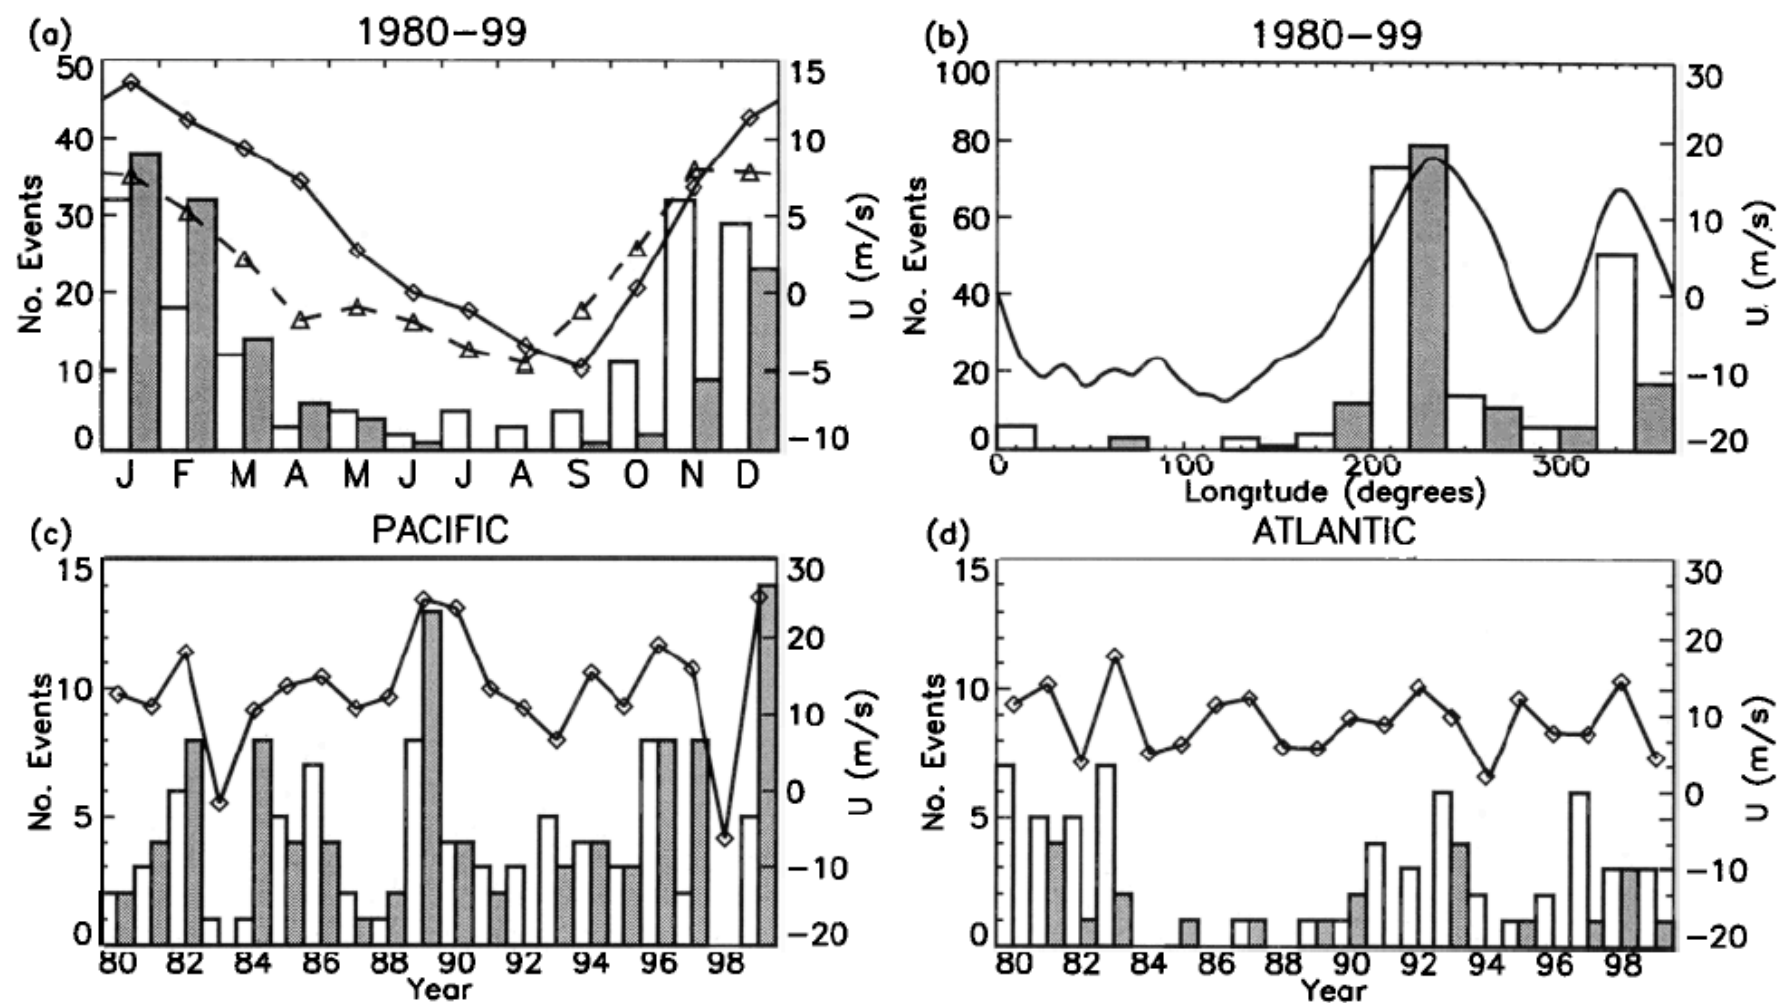 (a) 1980-99
50 40 30 20 10 0
No. Events
15 10 5 0 -5 -10
U (m/s)
J F M A M J J A S O N D
(b) 1980-99
100 80 60 40 20 0
No. Events
30 20 10 0 -10 -20
U (m/s)
0 100 200 300
Longitude (degrees)
(c) PACIFIC
15 10 5 0
No. Events
30 20 10 0 -10 -20
U (m/s)
80 82 84 86 88 90 92 94 96 98
Year
(d) ATLANTIC
15 10 5 0
No. Events
30 20 10 0 -10 -20
U (m/s)
80 82 84 86 88 90 92 94 96 98
Year